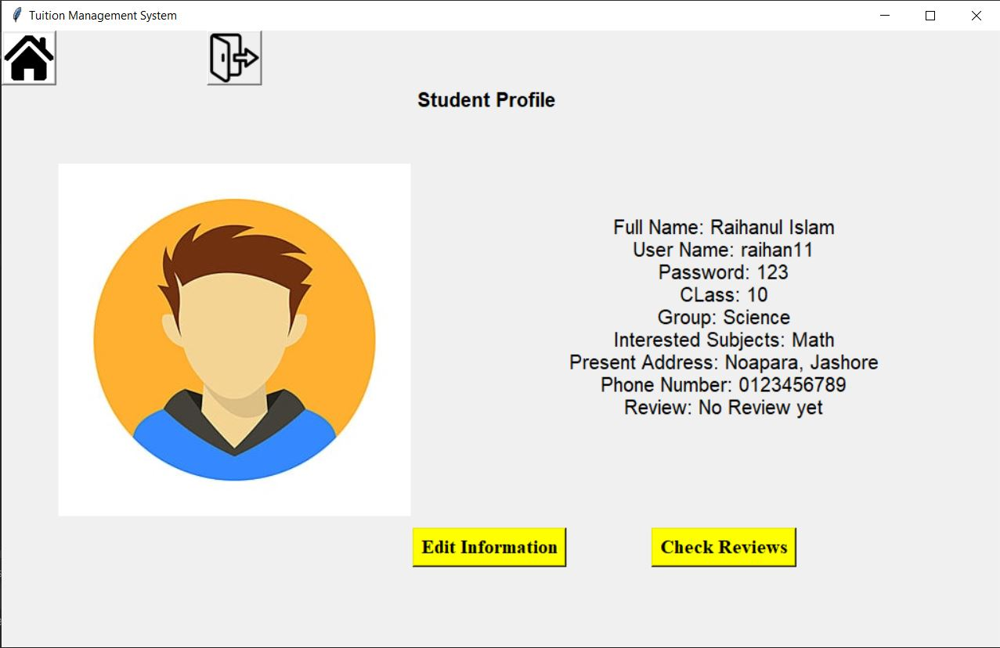 Tuition Management System
Student Profile
Full Name: Raihanul Islam
User Name: raihan11
Password: 123
CLass: 10
Group: Science
Interested Subjects: Math
Present Address: Noapara, Jashore
Phone Number: 0123456789
Review: No Review yet
Edit Information
Check Reviews